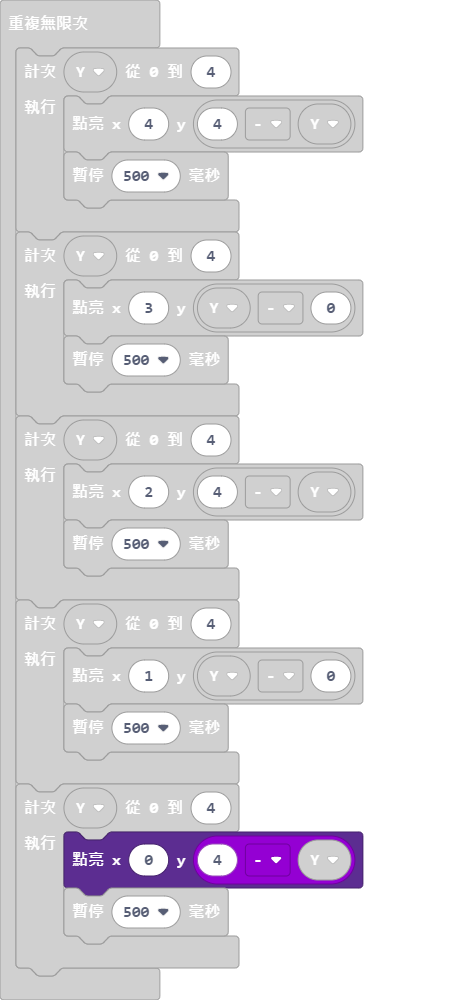 重複無限次
計次 Y 從 0 到 4
執行
點亮 x 4 y 4 - Y
暫停 500 毫秒
計次 Y 從 0 到 4
執行
點亮 x 3 y Y - 0
暫停 500 毫秒
計次 Y 從 0 到 4
執行
點亮 x 2 y 4 - Y
暫停 500 毫秒
計次 Y 從 0 到 4
執行
點亮 x 1 y Y - 0
暫停 500 毫秒
計次 Y 從 0 到 4
執行
點亮 x 0 y 4 - Y
暫停 500 毫秒